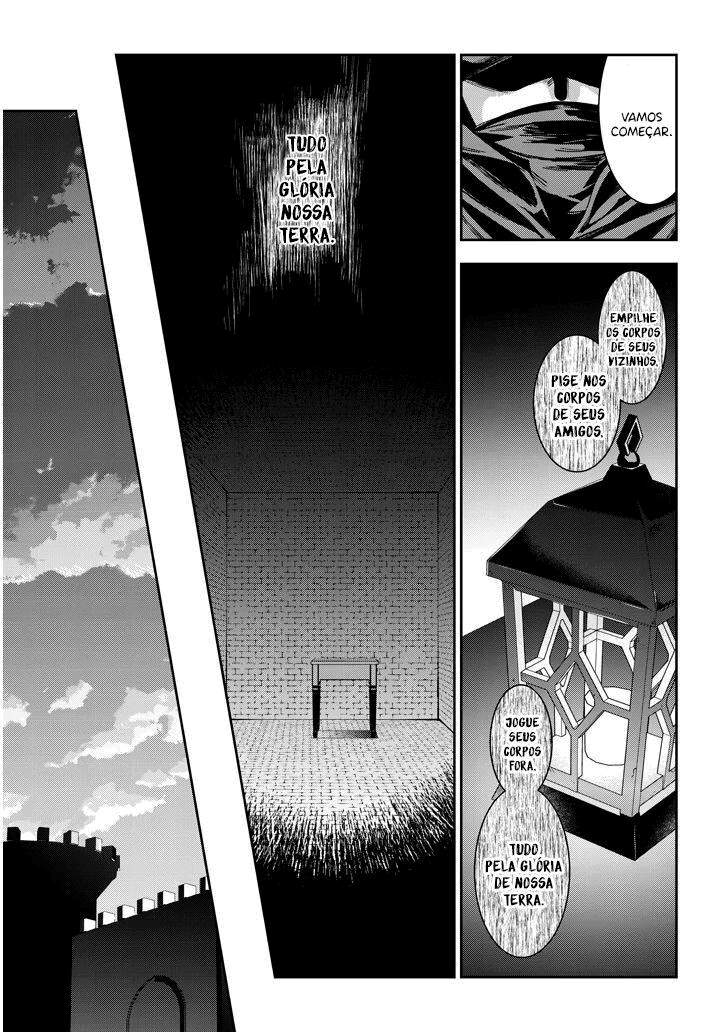 VAMOS
COMEÇAR.
EMPILHE
OS CORPOS
DE SEUS
VIZINHOS.
PISE NOS
CORPOS
DE SEUS
AMIGOS.
JOGUE
SEUS
CORPOS
FORA.
TUDO
PELA GLÓRIA
DE NOSSA
TERRA.
TUDO
PELA
GLÓRIA
NOSSA
TERRA.